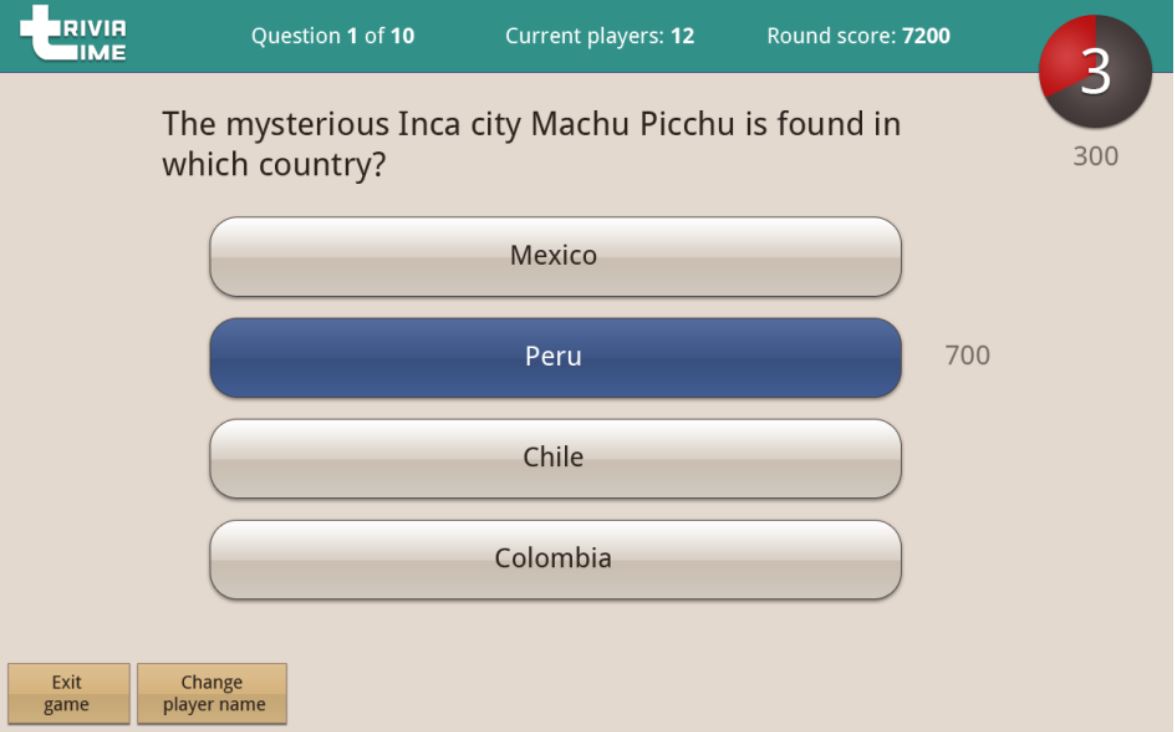 tRIVIA
tIME
Question 1 of 10
Current players: 12
Round score: 7200
3
300
The mysterious Inca city Machu Picchu is found in
which country?
Mexico
Peru
700
Chile
Colombia
Exit
game
Change
player name